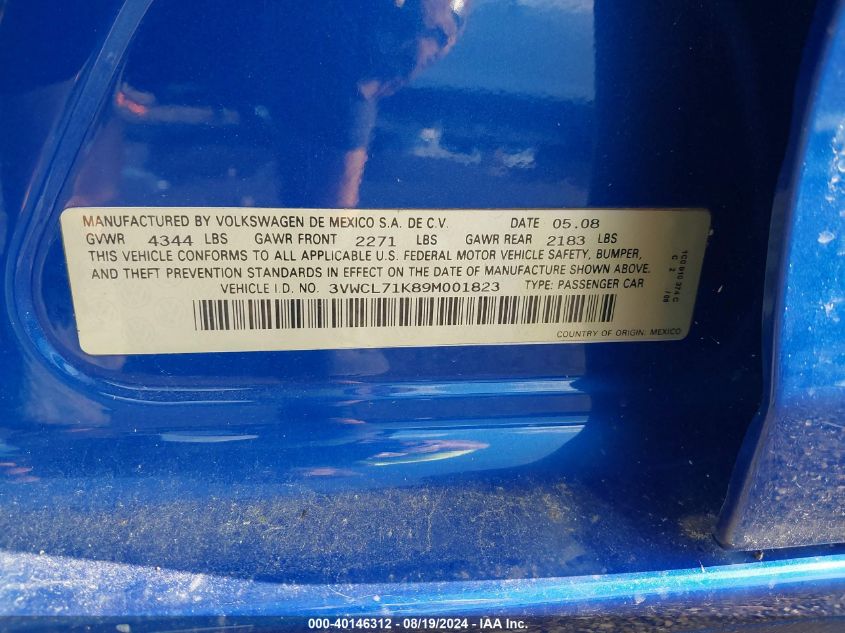 MANUFACTURED BY VOLKSWAGEN DE MEXICO S.A. DE C.V. DATE 05.08
GVWR 4344 LBS GAWR FRONT 2271 LBS GAWR REAR 2183 LBS
THIS VEHICLE CONFORMS TO ALL APPLICABLE U.S. FEDERAL MOTOR VEHICLE SAFETY, BUMPER,
AND THEFT PREVENTION STANDARDS IN EFFECT ON THE DATE OF MANUFACTURE SHOWN ABOVE.
VEHICLE I.D. NO. 3VWCL71K89M001823 TYPE: PASSENGER CAR
COUNTRY OF ORIGIN: MEXICO
1C0 010 374 C
000-40146312 - 08/19/2024 - IAA, Inc.